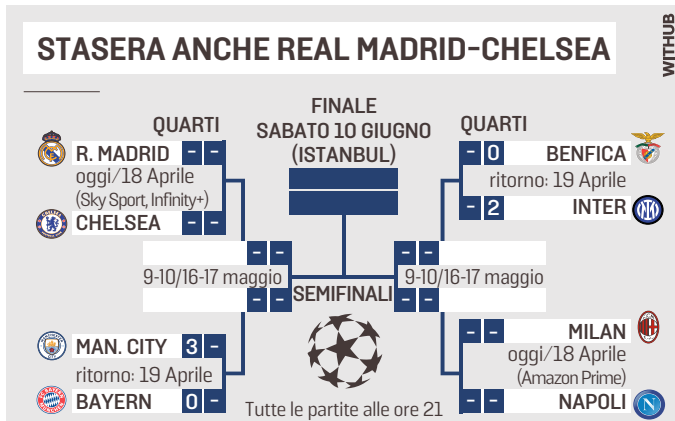 STASERA ANCHE REAL MADRID-CHELSEA
WITHUB
QUARTI
R. MADRID - -
oggi/18 Aprile
(Sky Sport, Infinity+)
CHELSEA - -
- -
9-10/16-17 maggio
- -
MAN. CITY 3 -
ritorno: 19 Aprile
BAYERN 0 -
FINALE
SABATO 10 GIUGNO
(ISTANBUL)
SEMIFINALI
Tutte le partite alle ore 21
QUARTI
- 0 BENFICA
ritorno: 19 Aprile
- 2 INTER
- -
9-10/16-17 maggio
- -
- - MILAN
oggi/18 Aprile
(Amazon Prime)
- - NAPOLI